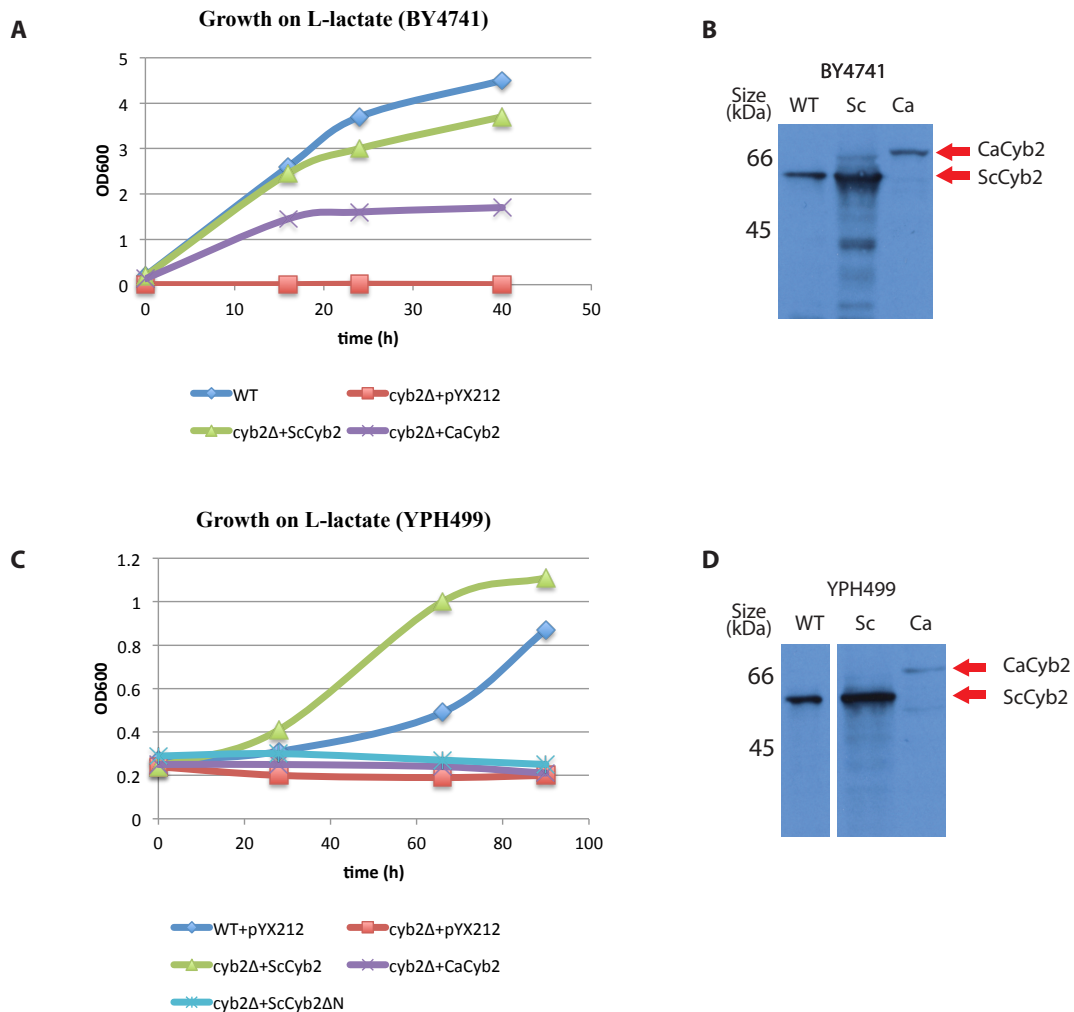 A
Growth on L-lactate (BY4741)
5
4
3
2
1
0
OD600
0 10 20 30 40 50
time (h)
WT cyb2Δ+pYX212
cyb2Δ+ScCyb2 cyb2Δ+CaCyb2
B
BY4741
Size
(kDa)
WT Sc Ca
66
45
CaCyb2
ScCyb2
C
Growth on L-lactate (YPH499)
1.2
1
0.8
0.6
0.4
0.2
0
OD600
0 20 40 60 80 100
time (h)
WT+pYX212 cyb2Δ+pYX212
cyb2Δ+ScCyb2 cyb2Δ+CaCyb2
cyb2Δ+ScCyb2ΔN
D
YPH499
Size
(kDa)
WT Sc Ca
66
45
CaCyb2
ScCyb2